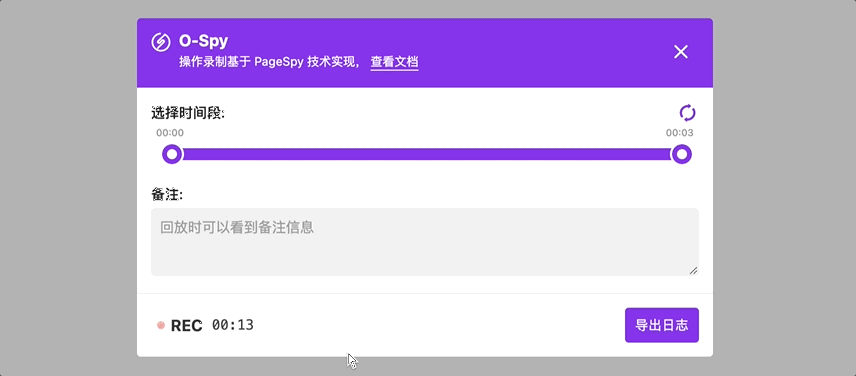 O-Spy
操作录制基于 PageSpy 技术实现， 查看文档
选择时间段:
00:00 00:03
备注:
回放时可以看到备注信息
REC 00:13 导出日志